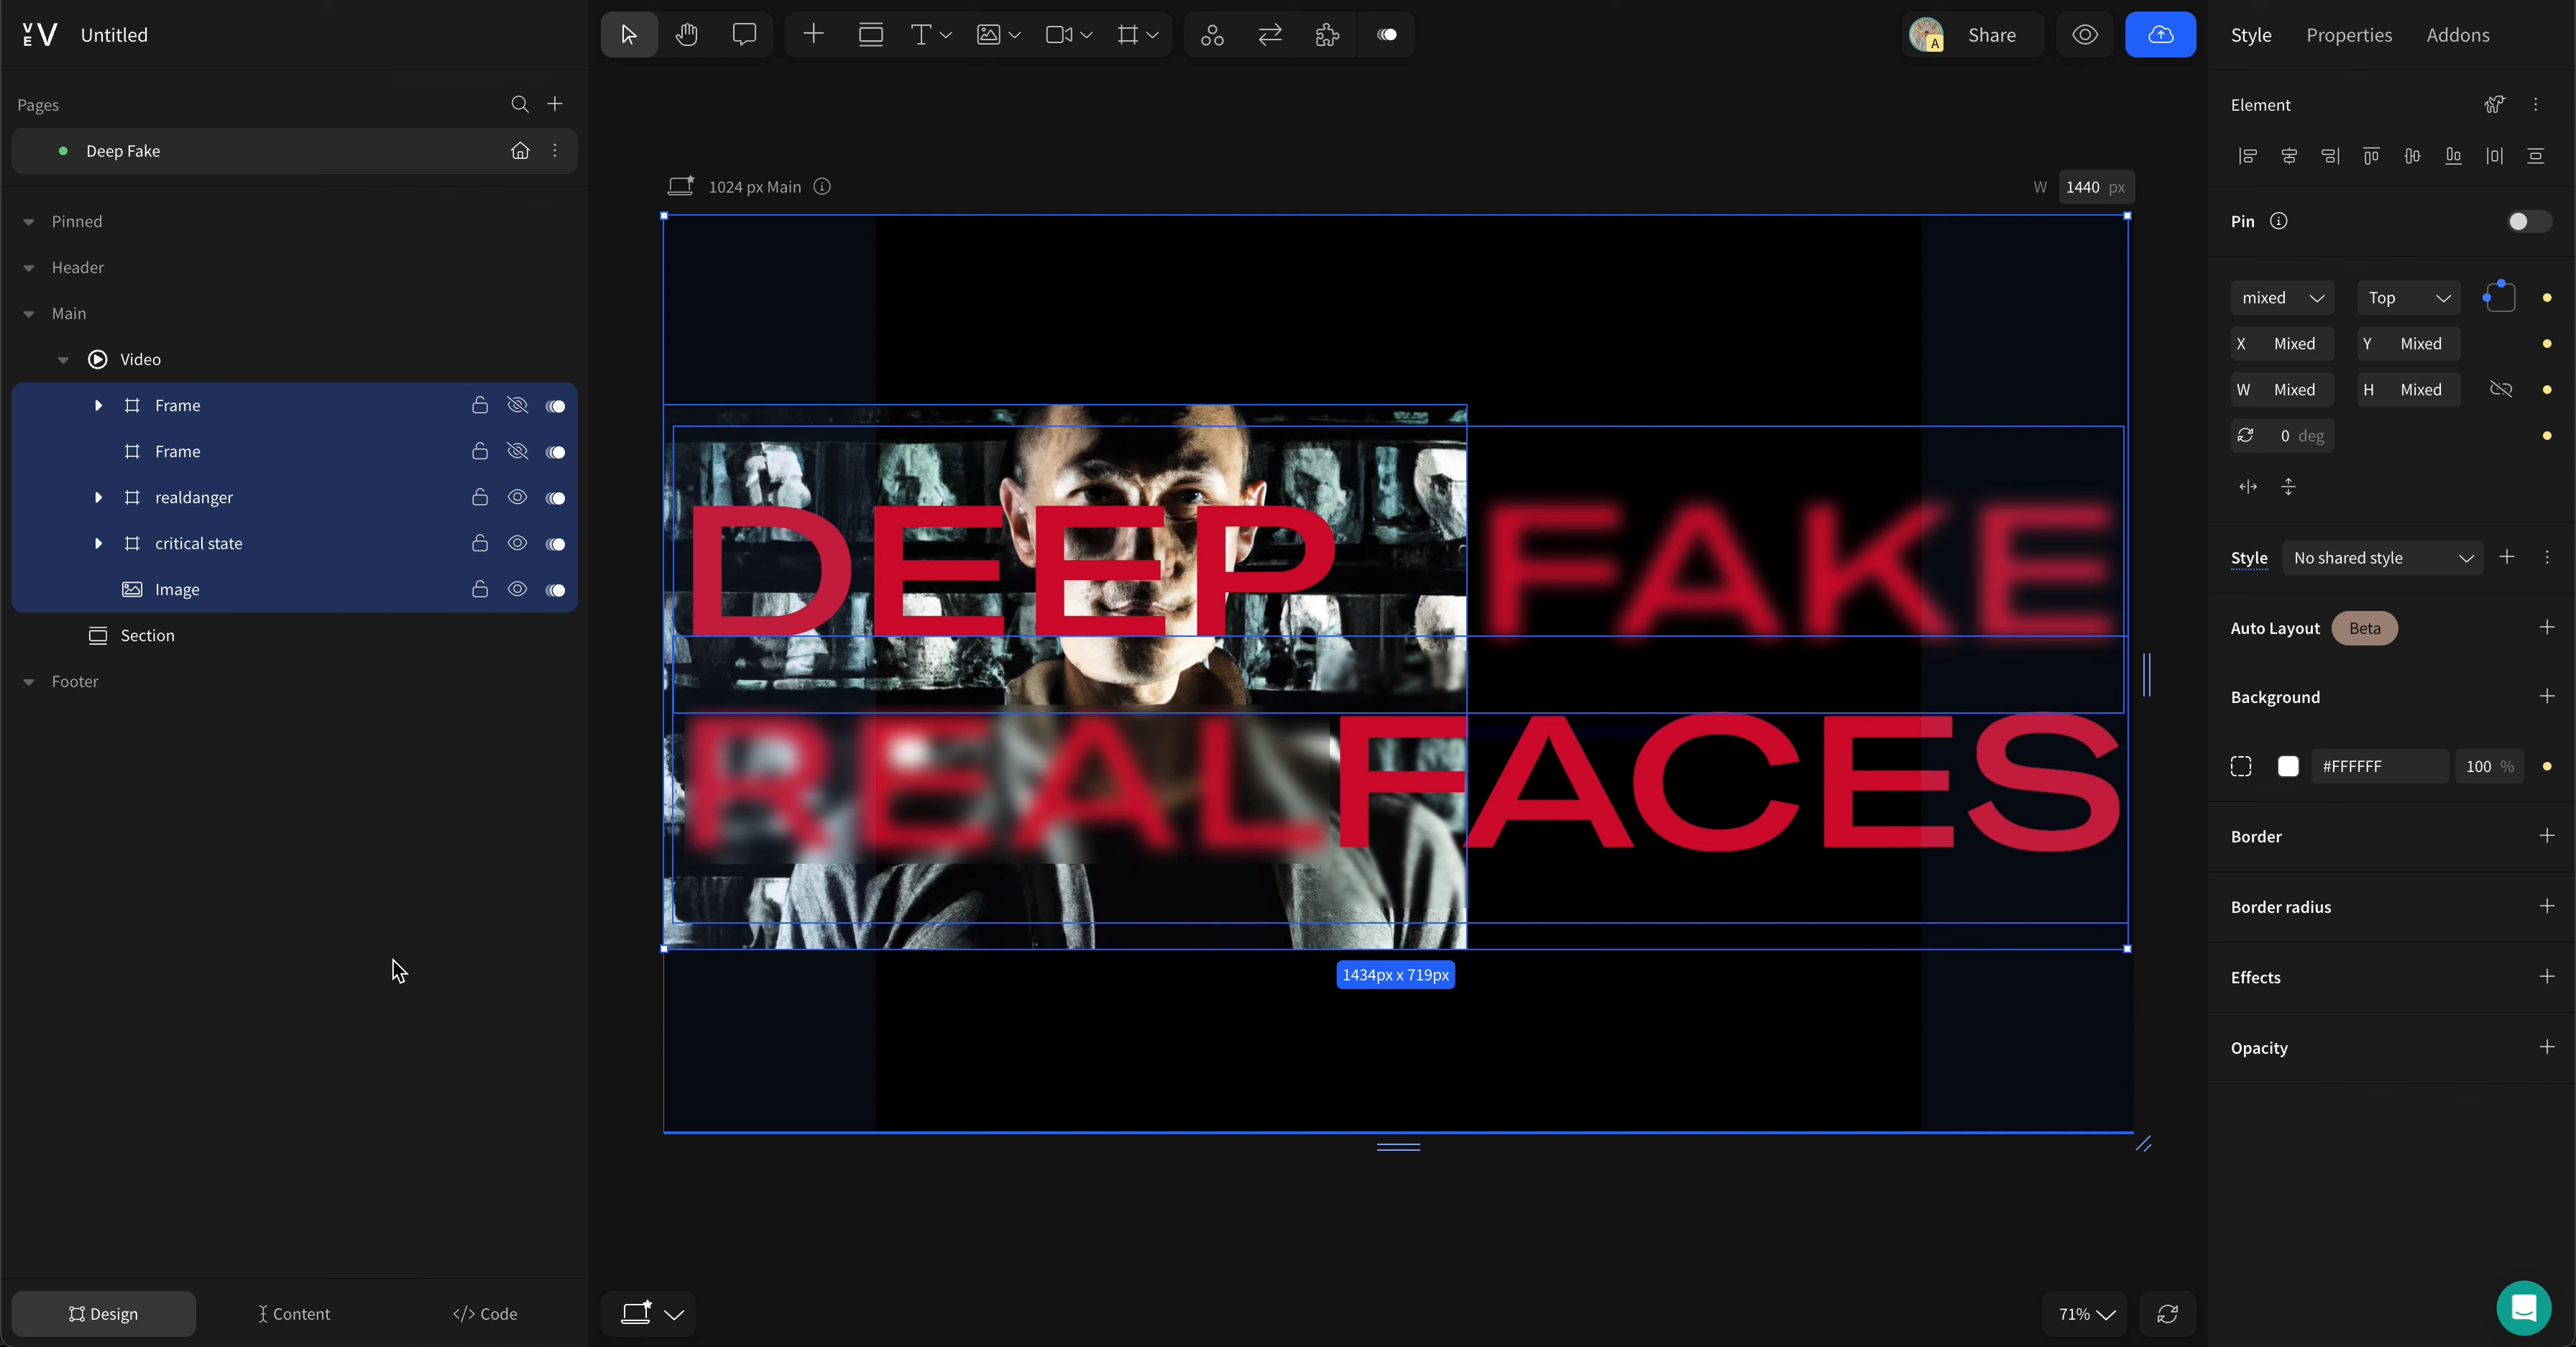 VEV Untitled
Share
Style Properties Addons
Pages
Deep Fake
Pinned
Header
Main
Video
Frame
Frame
realdanger
critical state
Image
Section
Footer
Design Content </> Code
1024 px Main
W 1440 px
DEEP FAKE
REAL FACES
1434px x 719px
71%
A
Element
Pin
mixed Top
X Mixed Y Mixed
W Mixed H Mixed
0 deg
Style No shared style
Auto Layout Beta
Background
#FFFFFF 100 %
Border
Border radius
Effects
Opacity